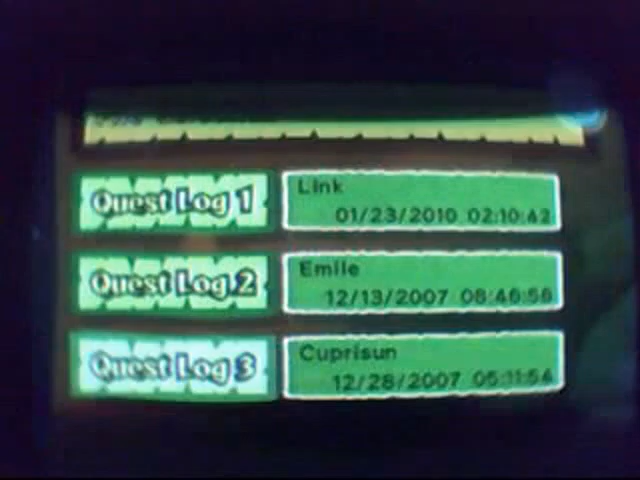 Quest Log 1
Link
01/23/2010 02:10:42
Quest Log 2
Emile
12/13/2007 08:46:56
Quest Log 3
Cuprisun
12/28/2007 05:11:54